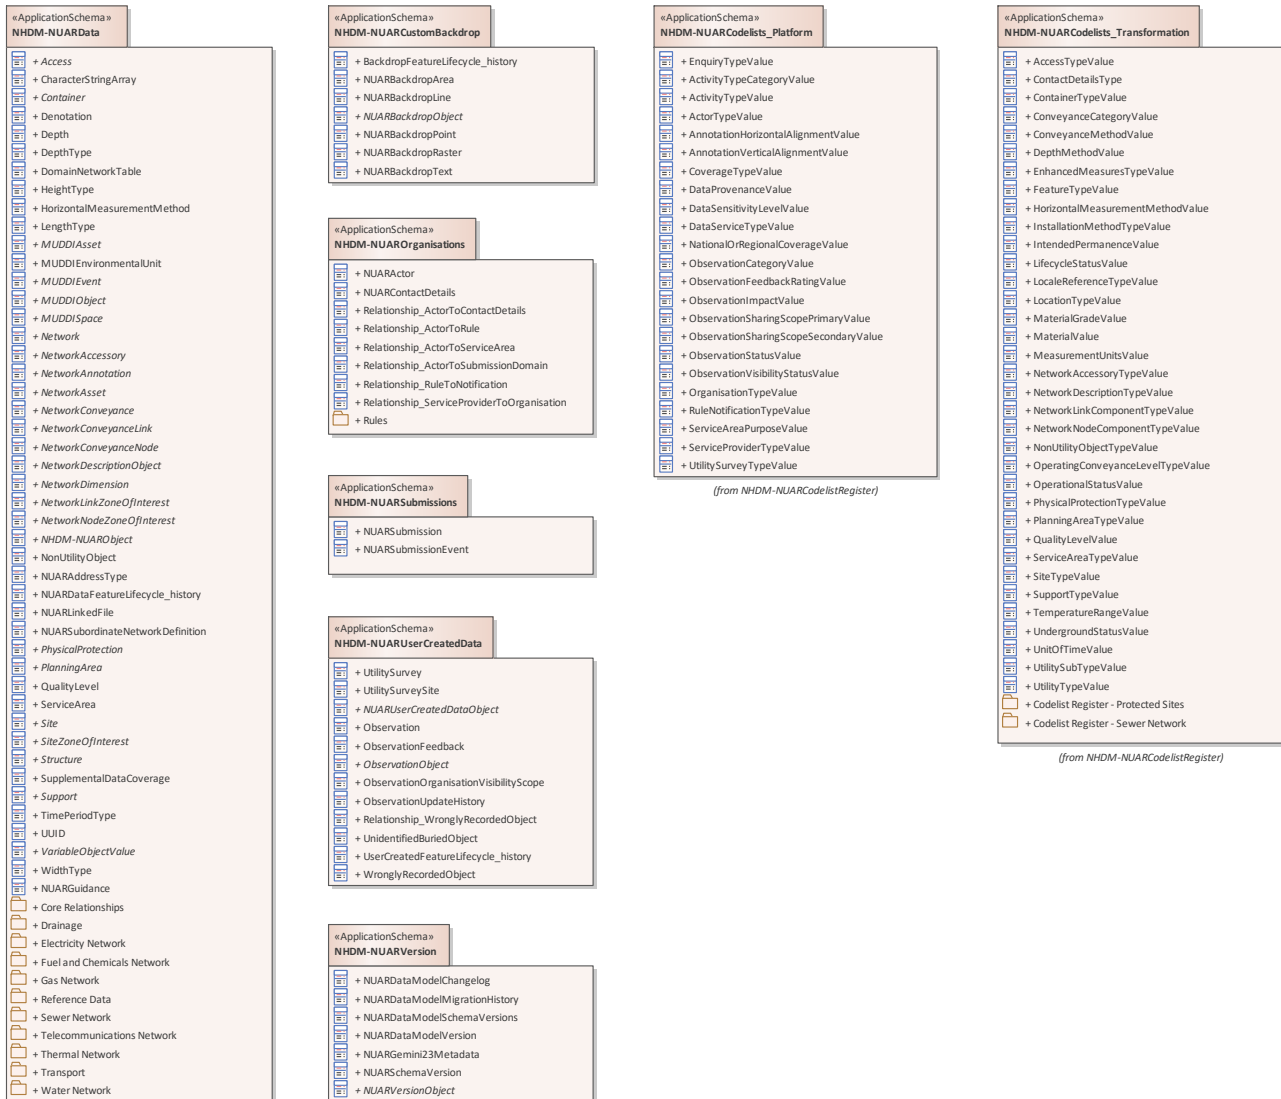 «ApplicationSchema»
NHDM-NUARData
+ Access
+ CharacterStringArray
+ Container
+ Denotation
+ Depth
+ DepthType
+ DomainNetworkTable
+ HeightType
+ HorizontalMeasurementMethod
+ LengthType
+ MUDDIAsset
+ MUDDIEnvironmentalUnit
+ MUDDIEvent
+ MUDDIObject
+ MUDDISpace
+ Network
+ NetworkAccessory
+ NetworkAnnotation
+ NetworkAsset
+ NetworkConveyance
+ NetworkConveyanceLink
+ NetworkConveyanceNode
+ NetworkDescriptionObject
+ NetworkDimension
+ NetworkLinkZoneOfInterest
+ NetworkNodeZoneOfInterest
+ NHDM-NUARObject
+ NonUtilityObject
+ NUARAddressType
+ NUARDataFeatureLifecycle_history
+ NUARLinkedFile
+ NUARSubordinateNetworkDefinition
+ PhysicalProtection
+ PlanningArea
+ QualityLevel
+ ServiceArea
+ Site
+ SiteZoneOfInterest
+ Structure
+ SupplementalDataCoverage
+ Support
+ TimePeriodType
+ UUID
+ VariableObjectValue
+ WidthType
+ NUARGuidance
+ Core Relationships
+ Drainage
+ Electricity Network
+ Fuel and Chemicals Network
+ Gas Network
+ Reference Data
+ Sewer Network
+ Telecommunications Network
+ Thermal Network
+ Transport
+ Water Network
«ApplicationSchema»
NHDM-NUARCustomBackdrop
+ BackdropFeatureLifecycle_history
+ NUARBackdropArea
+ NUARBackdropLine
+ NUARBackdropObject
+ NUARBackdropPoint
+ NUARBackdropRaster
+ NUARBackdropText
«ApplicationSchema»
NHDM-NUAROrganisations
+ NUARActor
+ NUARContactDetails
+ Relationship_ActorToContactDetails
+ Relationship_ActorToRule
+ Relationship_ActorToServiceArea
+ Relationship_ActorToSubmissionDomain
+ Relationship_RuleToNotification
+ Relationship_ServiceProviderToOrganisation
+ Rules
«ApplicationSchema»
NHDM-NUARSubmissions
+ NUARSubmission
+ NUARSubmissionEvent
«ApplicationSchema»
NHDM-NUARUserCreatedData
+ UtilitySurvey
+ UtilitySurveySite
+ NUARUserCreatedDataObject
+ Observation
+ ObservationFeedback
+ ObservationObject
+ ObservationOrganisationVisibilityScope
+ ObservationUpdateHistory
+ Relationship_WronglyRecordedObject
+ UnidentifiedBuriedObject
+ UserCreatedFeatureLifecycle_history
+ WronglyRecordedObject
«ApplicationSchema»
NHDM-NUARVersion
+ NUARDataModelChangelog
+ NUARDataModelMigrationHistory
+ NUARDataModelSchemaVersions
+ NUARDataModelVersion
+ NUARGemini23Metadata
+ NUARSchemaVersion
+ NUARVersionObject
«ApplicationSchema»
NHDM-NUARCodelists_Platform
+ EnquiryTypeValue
+ ActivityTypeCategoryValue
+ ActivityTypeValue
+ ActorTypeValue
+ AnnotationHorizontalAlignmentValue
+ AnnotationVerticalAlignmentValue
+ CoverageTypeValue
+ DataProvenanceValue
+ DataSensitivityLevelValue
+ DataServiceTypeValue
+ NationalOrRegionalCoverageValue
+ ObservationCategoryValue
+ ObservationFeedbackRatingValue
+ ObservationImpactValue
+ ObservationSharingScopePrimaryValue
+ ObservationSharingScopeSecondaryValue
+ ObservationStatusValue
+ ObservationVisibilityStatusValue
+ OrganisationTypeValue
+ RuleNotificationTypeValue
+ ServiceAreaPurposeValue
+ ServiceProviderTypeValue
+ UtilitySurveyTypeValue
(from NHDM-NUARCodelistRegister)
«ApplicationSchema»
NHDM-NUARCodelists_Transformation
+ AccessTypeValue
+ ContactDetailsType
+ ContainerTypeValue
+ ConveyanceCategoryValue
+ ConveyanceMethodValue
+ DepthMethodValue
+ EnhancedMeasuresTypeValue
+ FeatureTypeValue
+ HorizontalMeasurementMethodValue
+ InstallationMethodTypeValue
+ IntendedPermanenceValue
+ LifecycleStatusValue
+ LocaleReferenceTypeValue
+ LocationTypeValue
+ MaterialGradeValue
+ MaterialValue
+ MeasurementUnitsValue
+ NetworkAccessoryTypeValue
+ NetworkDescriptionTypeValue
+ NetworkLinkComponentTypeValue
+ NetworkNodeComponentTypeValue
+ NonUtilityObjectTypeValue
+ OperatingConveyanceLevelTypeValue
+ OperationalStatusValue
+ PhysicalProtectionTypeValue
+ PlanningAreaTypeValue
+ QualityLevelValue
+ ServiceAreaTypeValue
+ SiteTypeValue
+ SupportTypeValue
+ TemperatureRangeValue
+ UndergroundStatusValue
+ UnitOfTimeValue
+ UtilitySubTypeValue
+ UtilityTypeValue
+ Codelist Register - Protected Sites
+ Codelist Register - Sewer Network
(from NHDM-NUARCodelistRegister)